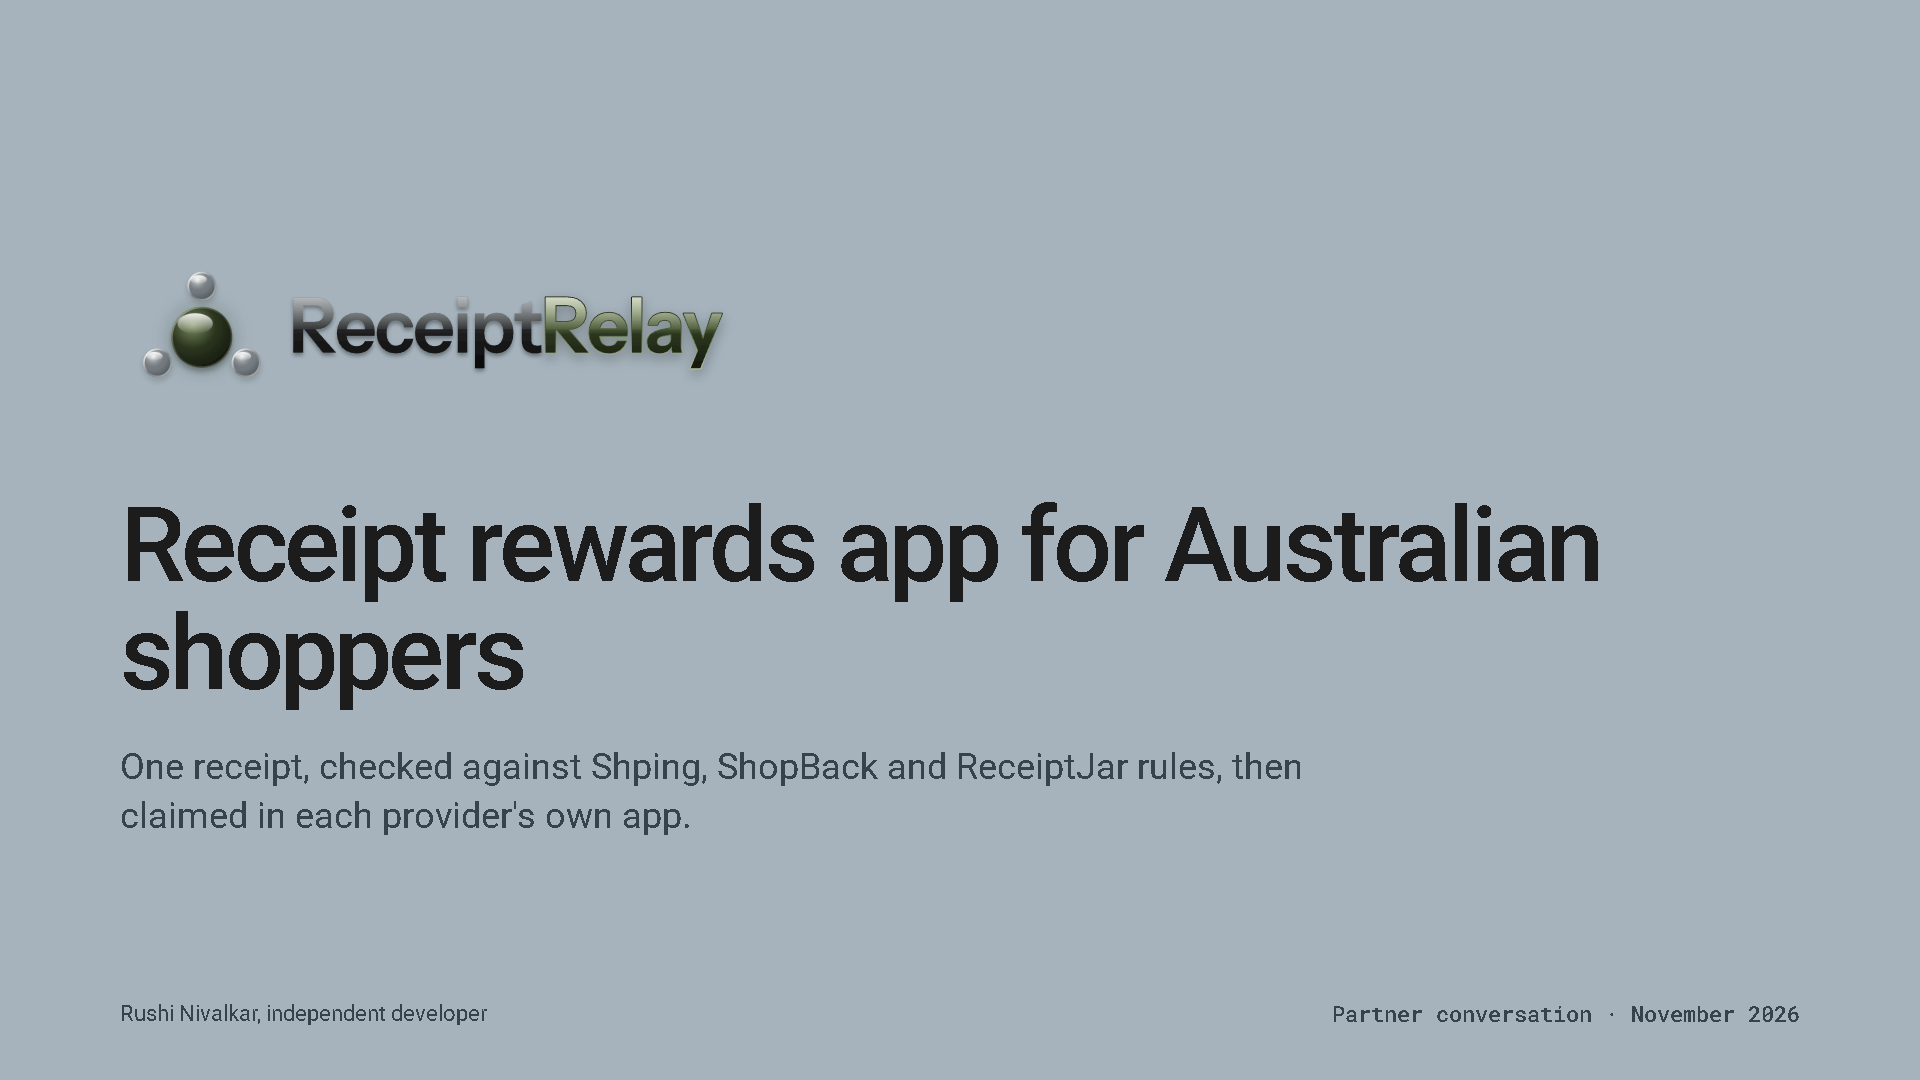 ReceiptRelay
Receipt rewards app for Australian
shoppers
One receipt, checked against Shping, ShopBack and ReceiptJar rules, then
claimed in each provider's own app.
Rushi Nivalkar, independent developer
Partner conversation · November 2026